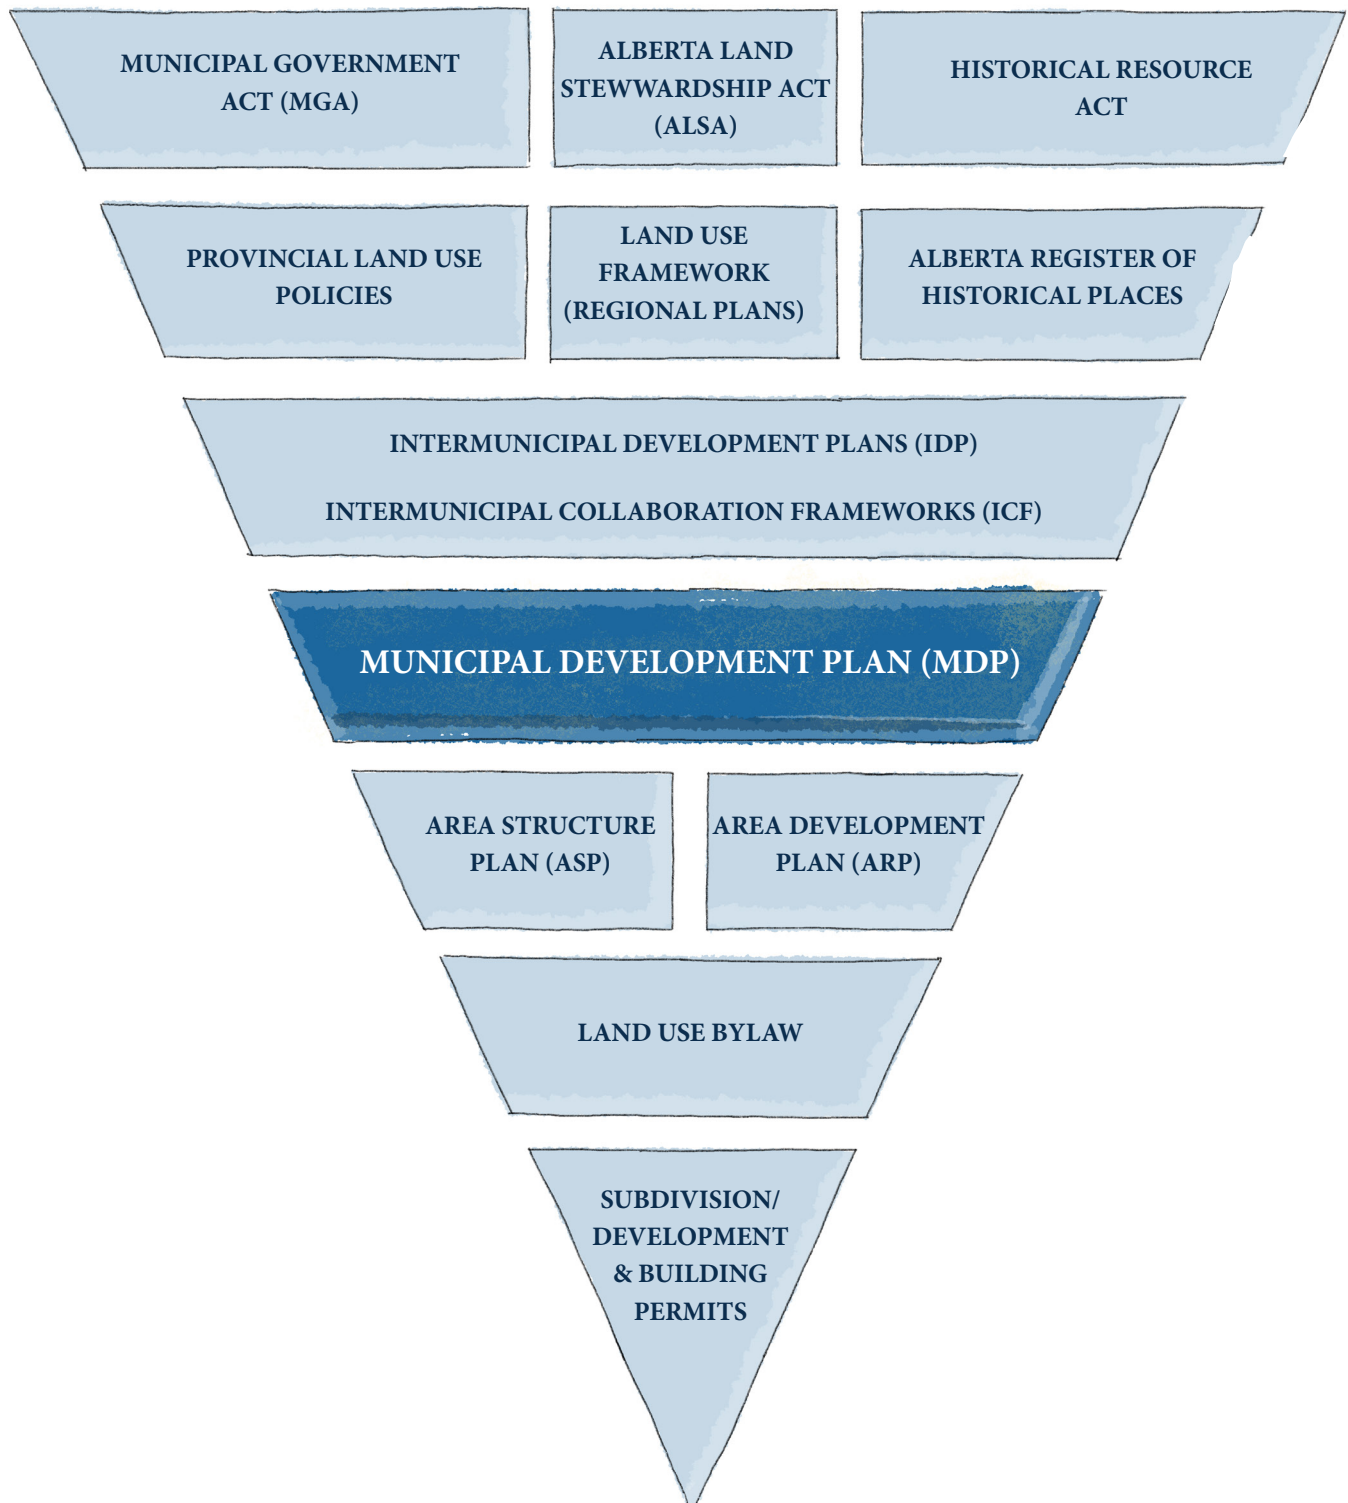 MUNICIPAL GOVERNMENT
ACT (MGA)
ALBERTA LAND
STEWWARDSHIP ACT
(ALSA)
HISTORICAL RESOURCE
ACT
PROVINCIAL LAND USE
POLICIES
LAND USE
FRAMEWORK
(REGIONAL PLANS)
ALBERTA REGISTER OF
HISTORICAL PLACES
INTERMUNICIPAL DEVELOPMENT PLANS (IDP)
INTERMUNICIPAL COLLABORATION FRAMEWORKS (ICF)
MUNICIPAL DEVELOPMENT PLAN (MDP)
AREA STRUCTURE
PLAN (ASP)
AREA DEVELOPMENT
PLAN (ARP)
LAND USE BYLAW
SUBDIVISION/
DEVELOPMENT
& BUILDING
PERMITS